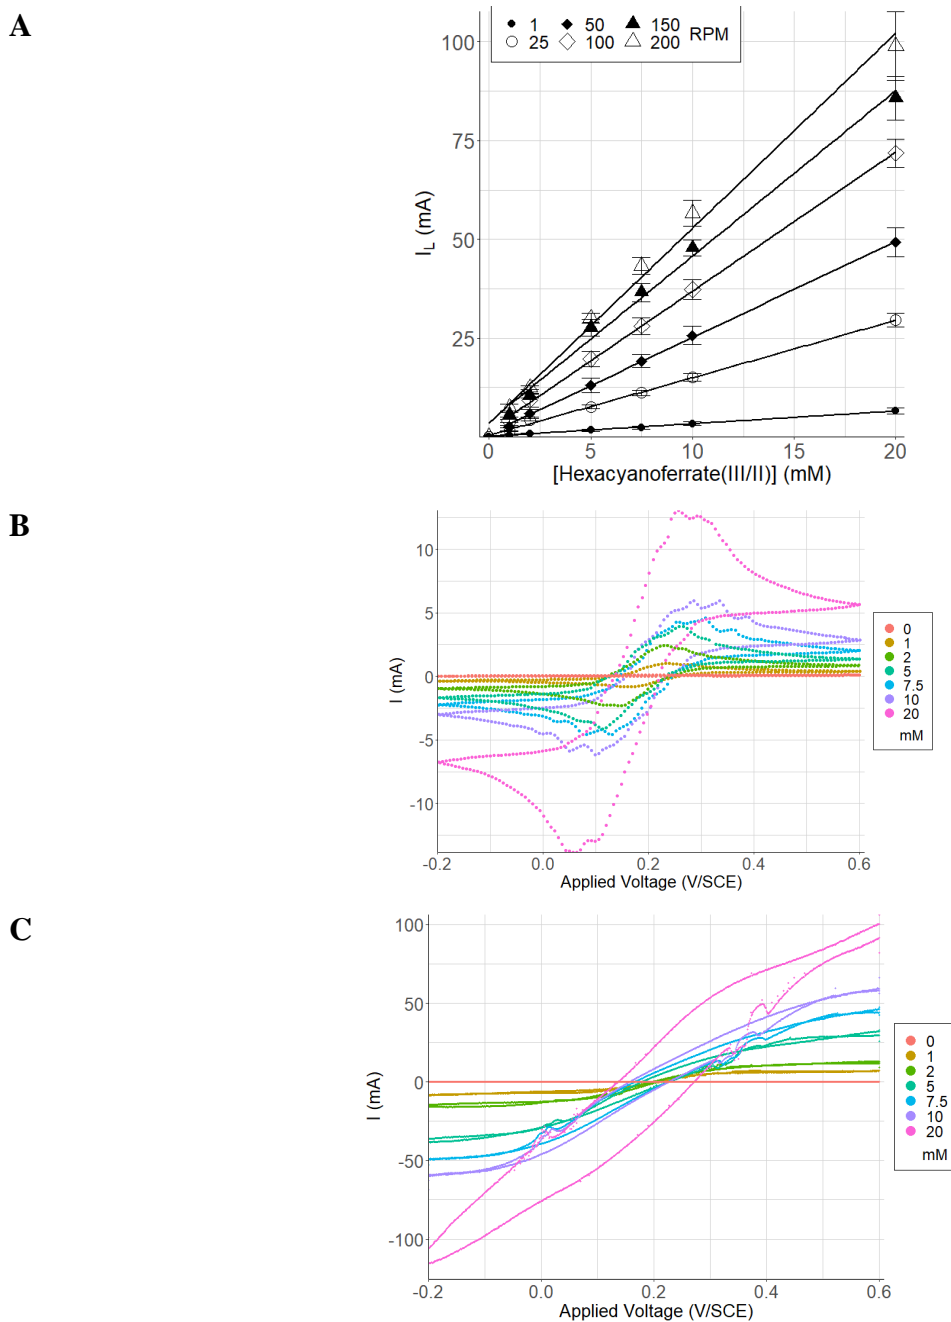 A
1 50 150 RPM
25 100 200
100
75
50
25
I_L (mA)
0 5 10 15 20
[Hexacyanoferrate(III/II)] (mM)
B
10
5
0
-5
-10
I (mA)
-0.2 0.0 0.2 0.4 0.6
Applied Voltage (V/SCE)
0
1
2
5
7.5
10
20
mM
C
100
50
0
-50
-100
I (mA)
-0.2 0.0 0.2 0.4 0.6
Applied Voltage (V/SCE)
0
1
2
5
7.5
10
20
mM